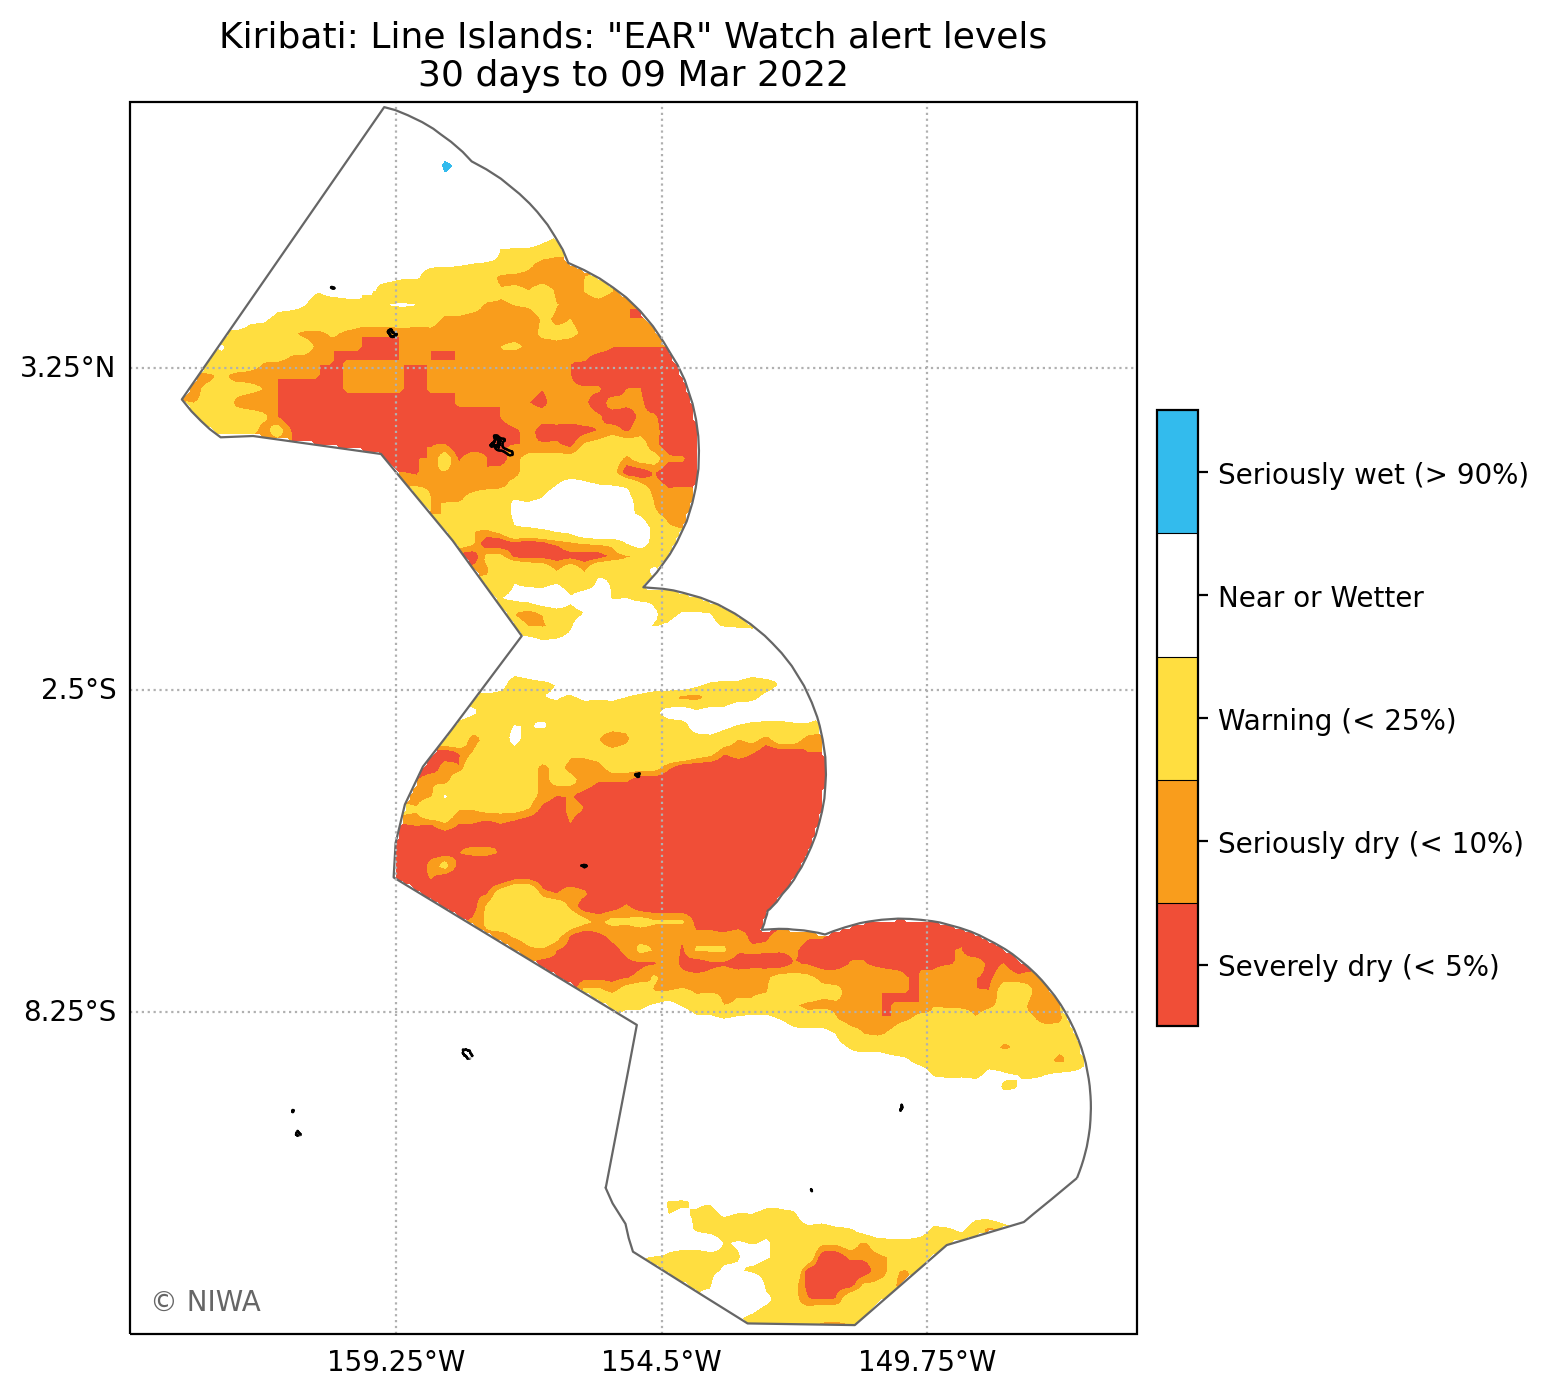 Kiribati: Line Islands: "EAR" Watch alert levels
30 days to 09 Mar 2022
3.25°N
2.5°S
8.25°S
159.25°W
154.5°W
149.75°W
© NIWA
Seriously wet (> 90%)
Near or Wetter
Warning (< 25%)
Seriously dry (< 10%)
Severely dry (< 5%)